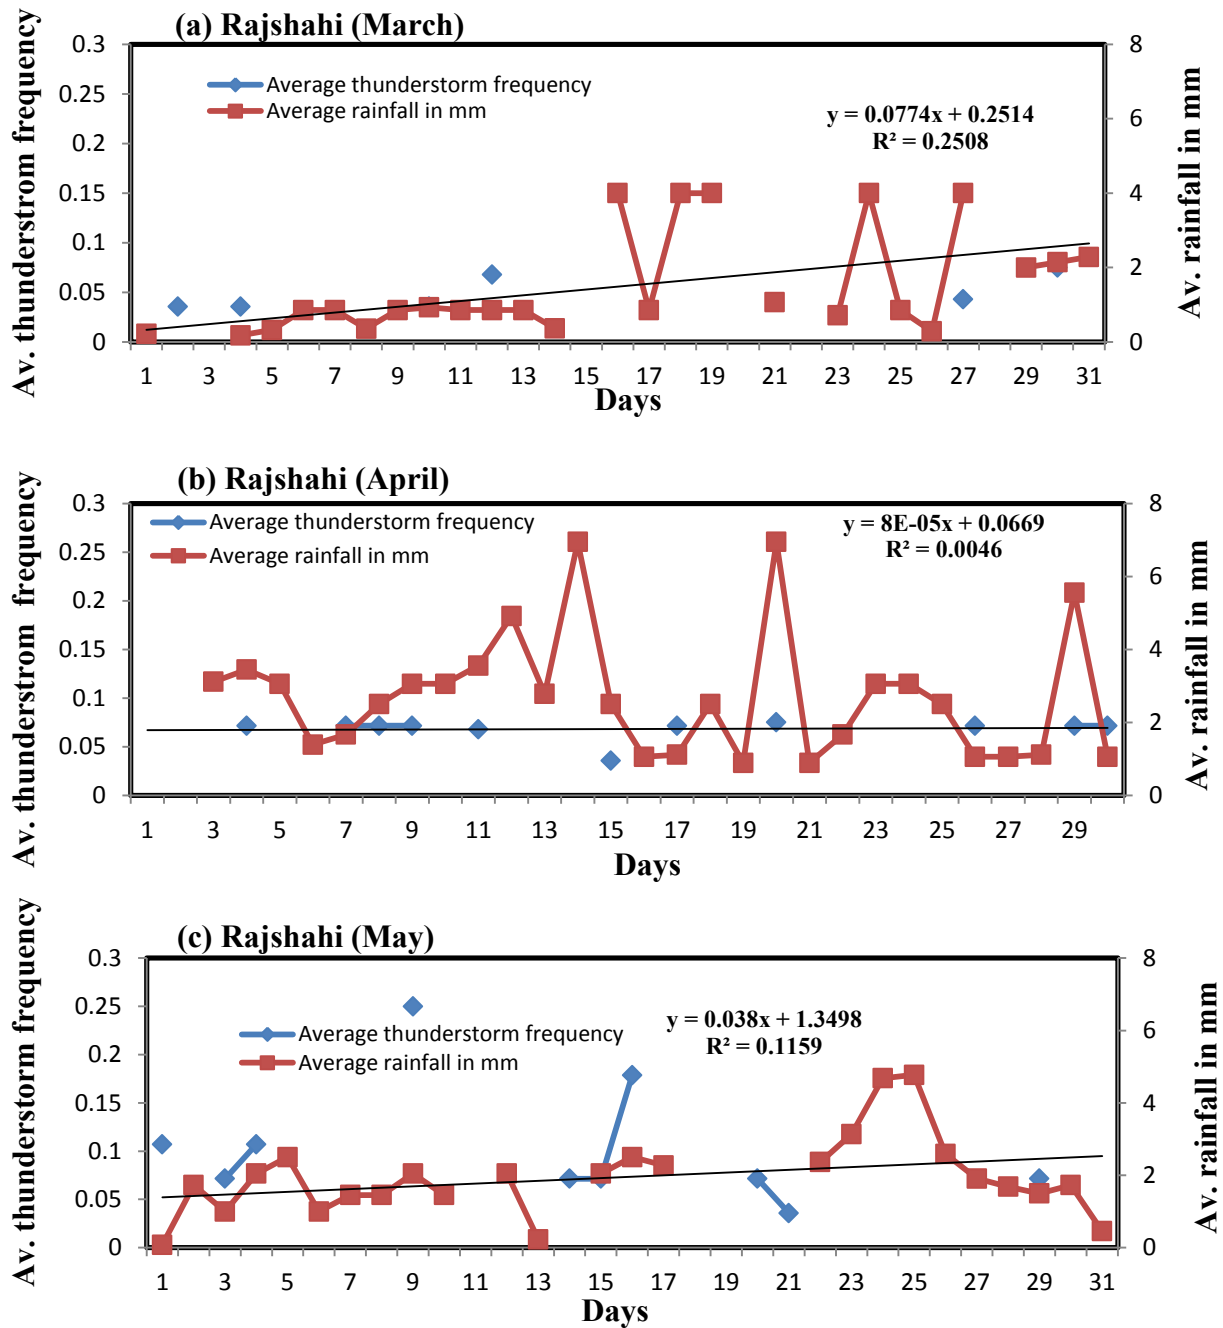 (a) Rajshahi (March)
Av. thunderstrom frequency
0.3
0.25
0.2
0.15
0.1
0.05
0
Average thunderstorm frequency
Average rainfall in mm
y = 0.0774x + 0.2514
R² = 0.2508
8
6
4
2
0
Av. rainfall in mm
1 3 5 7 9 11 13 15 17 19 21 23 25 27 29 31
Days
(b) Rajshahi (April)
Av. thunderstrom frequency
0.3
0.25
0.2
0.15
0.1
0.05
0
Average thunderstorm frequency
Average rainfall in mm
y = 8E-05x + 0.0669
R² = 0.0046
8
6
4
2
0
Av. rainfall in mm
1 3 5 7 9 11 13 15 17 19 21 23 25 27 29
Days
(c) Rajshahi (May)
Av. thunderstrom frequency
0.3
0.25
0.2
0.15
0.1
0.05
0
Average thunderstorm frequency
Average rainfall in mm
y = 0.038x + 1.3498
R² = 0.1159
8
6
4
2
0
Av. rainfall in mm
1 3 5 7 9 11 13 15 17 19 21 23 25 27 29 31
Days